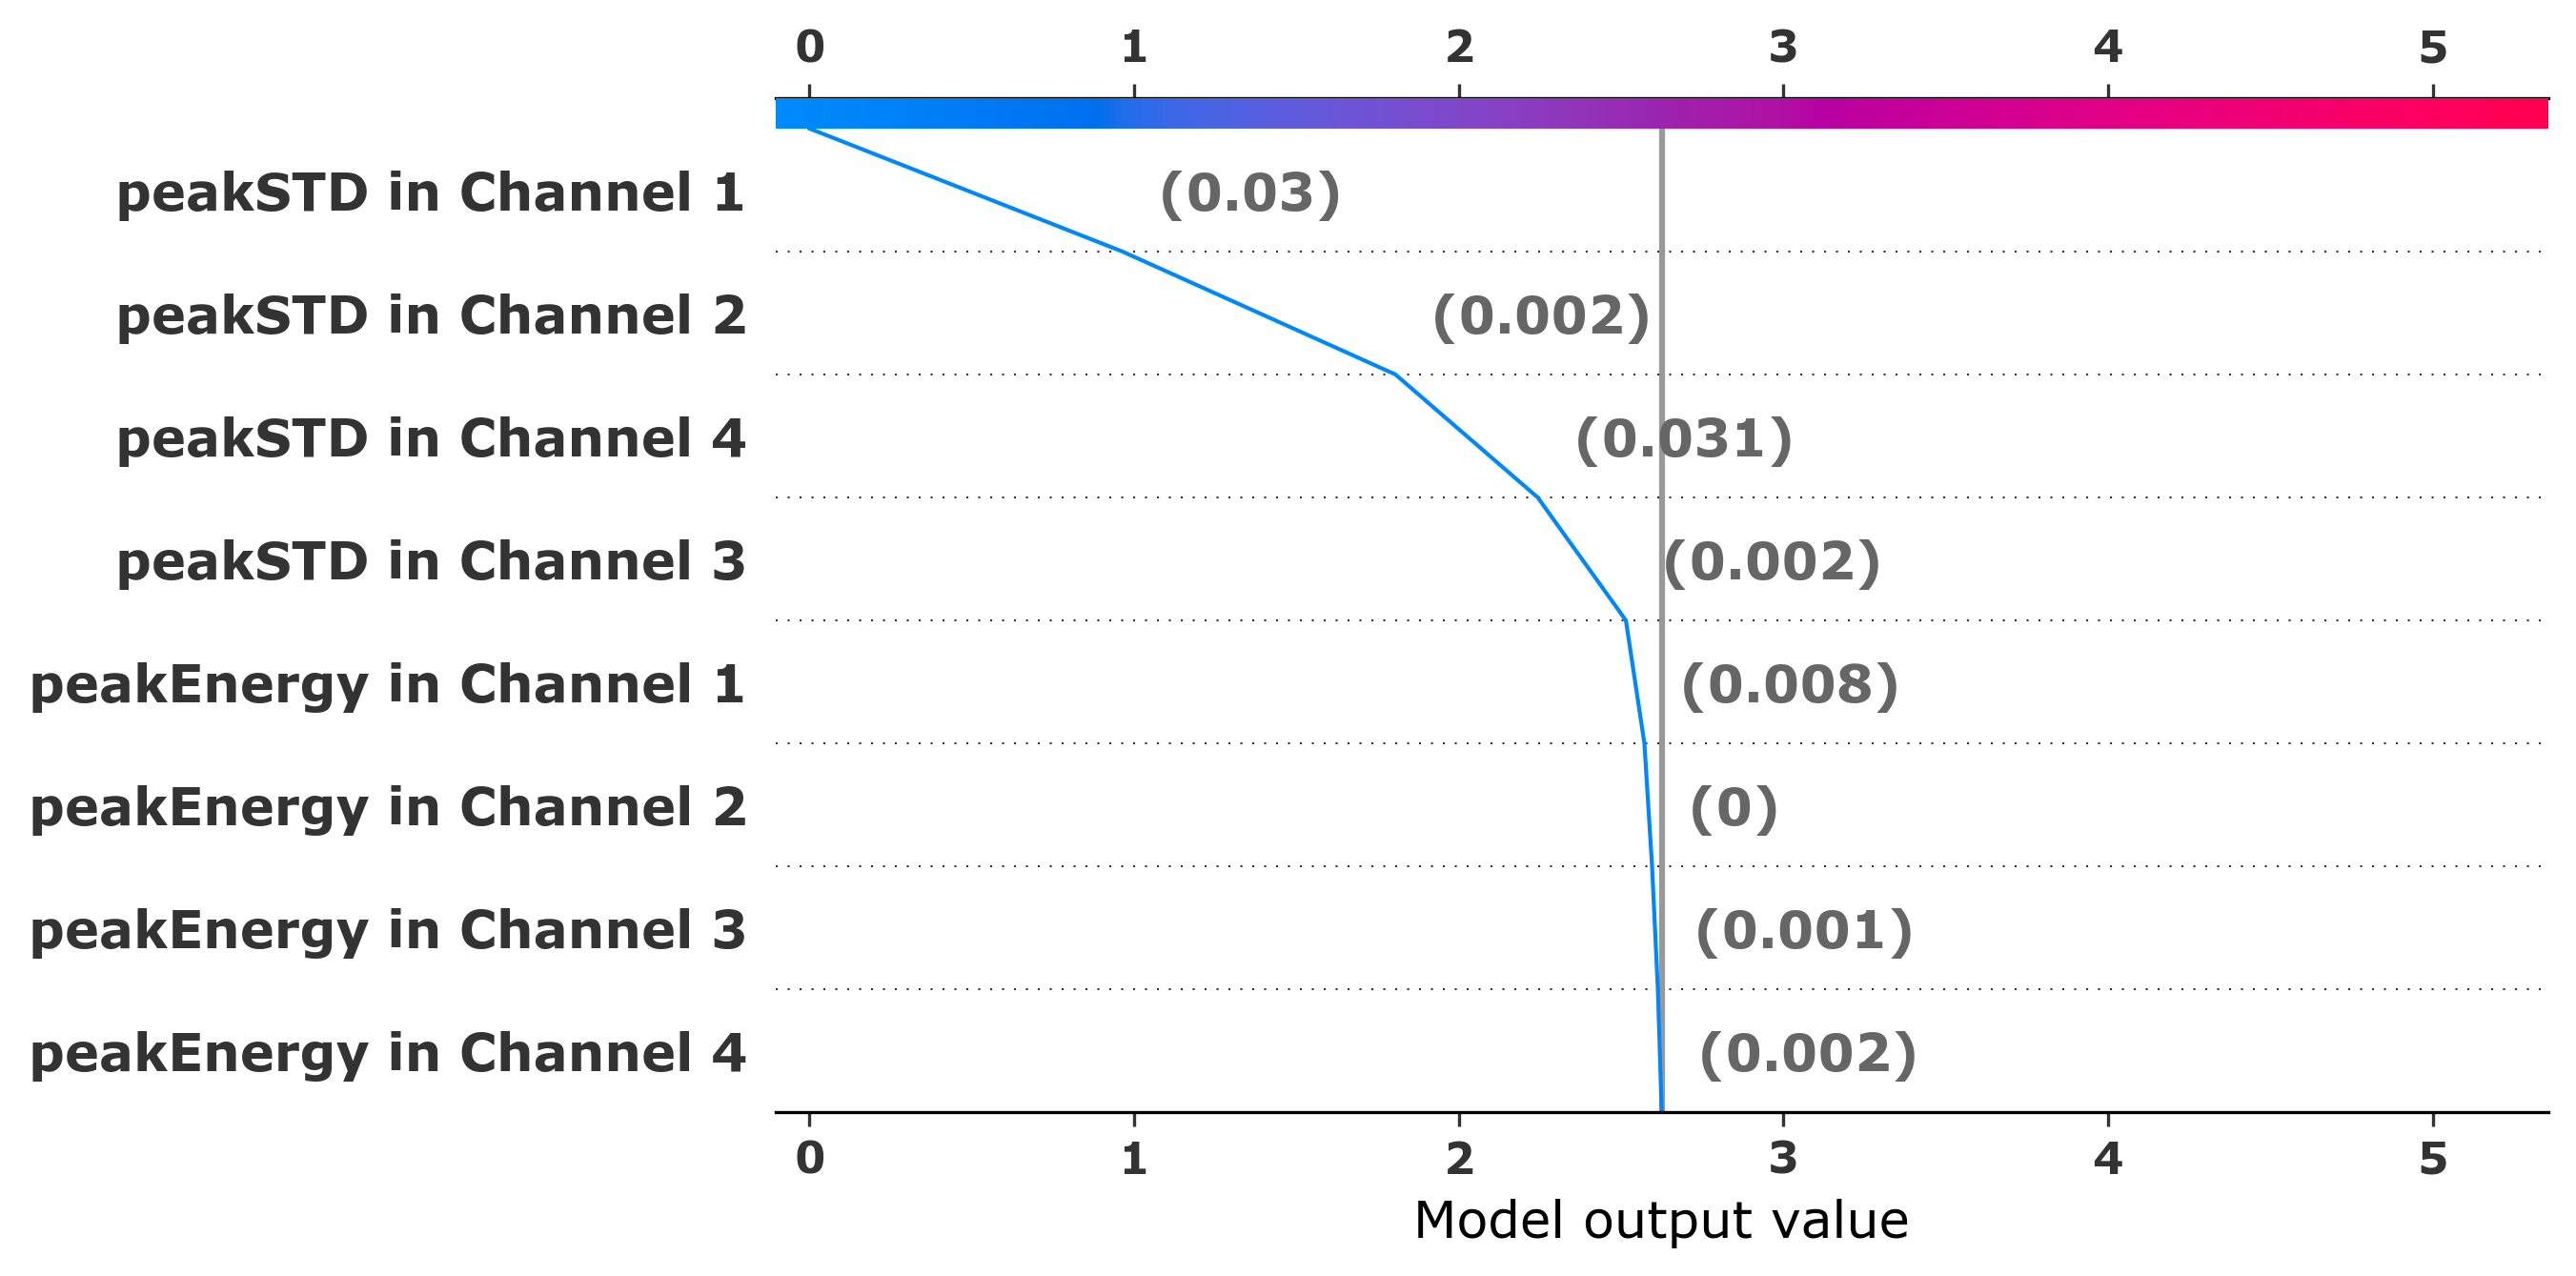 0 1 2 3 4 5
peakSTD in Channel 1 (0.03)
peakSTD in Channel 2 (0.002)
peakSTD in Channel 4 (0.031)
peakSTD in Channel 3 (0.002)
peakEnergy in Channel 1 (0.008)
peakEnergy in Channel 2 (0)
peakEnergy in Channel 3 (0.001)
peakEnergy in Channel 4 (0.002)
0 1 2 3 4 5
Model output value